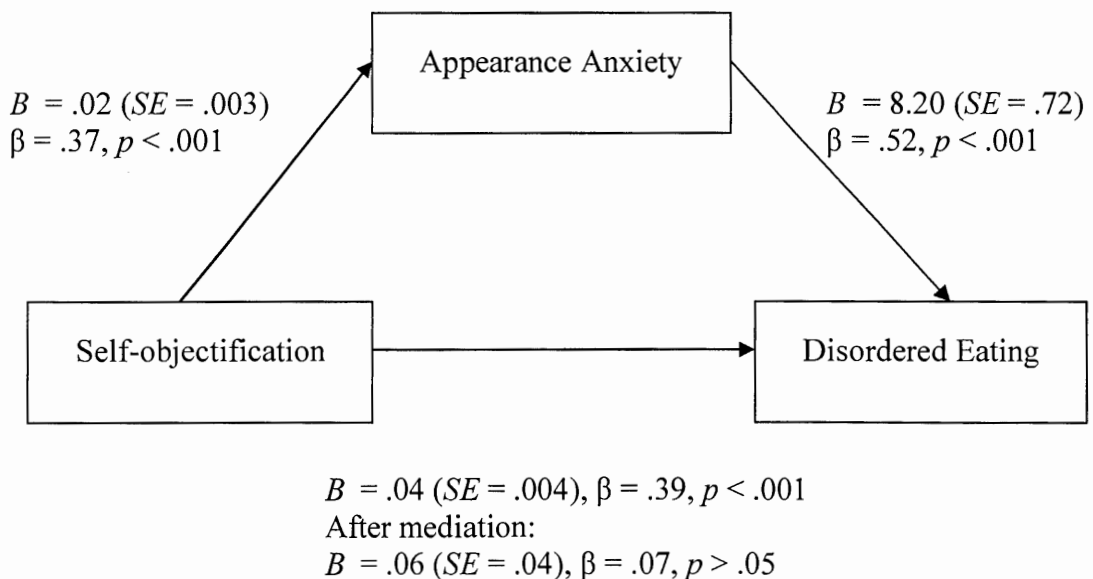 Appearance Anxiety
B = .02 (SE = .003)
β = .37, p < .001
B = 8.20 (SE = .72)
β = .52, p < .001
Self-objectification
Disordered Eating
B = .04 (SE = .004), β = .39, p < .001
After mediation:
B = .06 (SE = .04), β = .07, p > .05